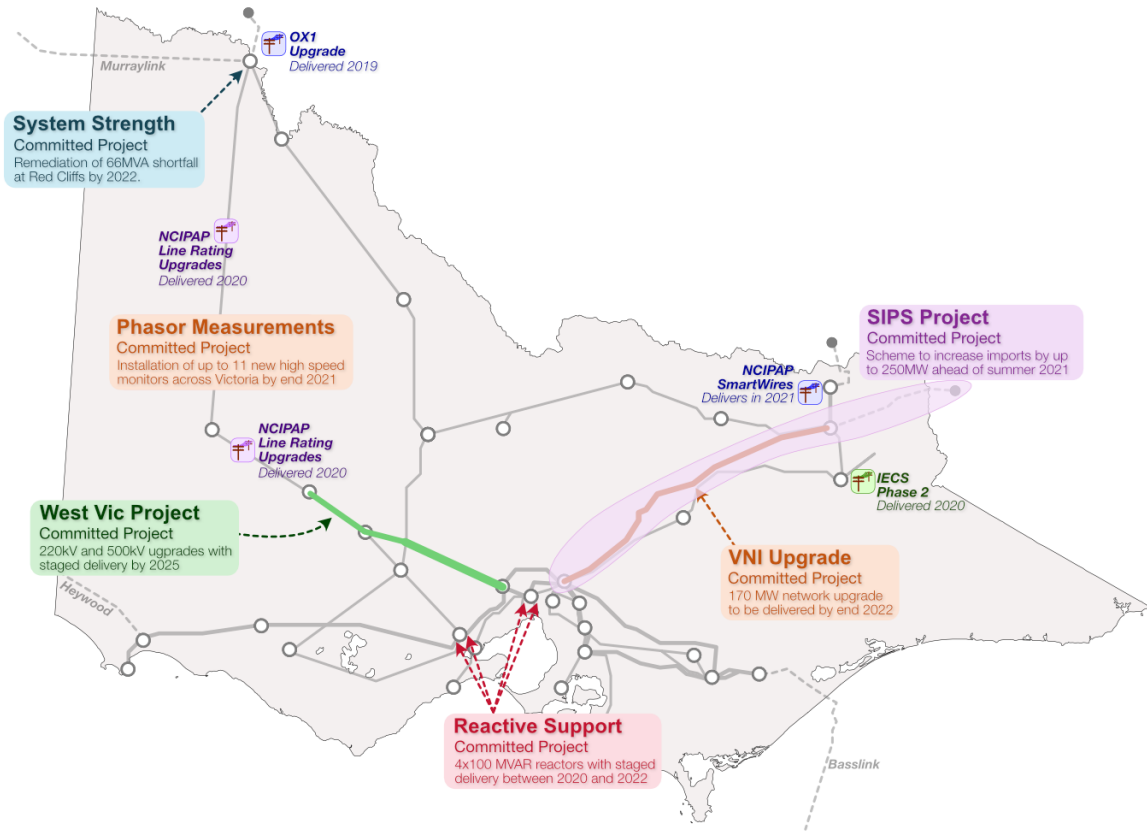 OX1
Upgrade
Delivered 2019
Murraylink
System Strength
Committed Project
Remediation of 66MVA shortfall
at Red Cliffs by 2022.
NCIPAP
Line Rating
Upgrades
Delivered 2020
Phasor Measurements
Committed Project
Installation of up to 11 new high speed
monitors across Victoria by end 2021
SIPS Project
Committed Project
Scheme to increase imports by up
to 250MW ahead of summer 2021
NCIPAP
SmartWires
Delivers in 2021
NCIPAP
Line Rating
Upgrades
Delivered 2020
IECS
Phase 2
Delivered 2020
West Vic Project
Committed Project
220kV and 500kV ugprades with
staged delivery by 2025
VNI Upgrade
Committed Project
170 MW network upgrade
to be delivered by end 2022
Heywood
Reactive Support
Committed Project
4x100 MVAR reactors with staged
delivery between 2020 and 2022
Basslink